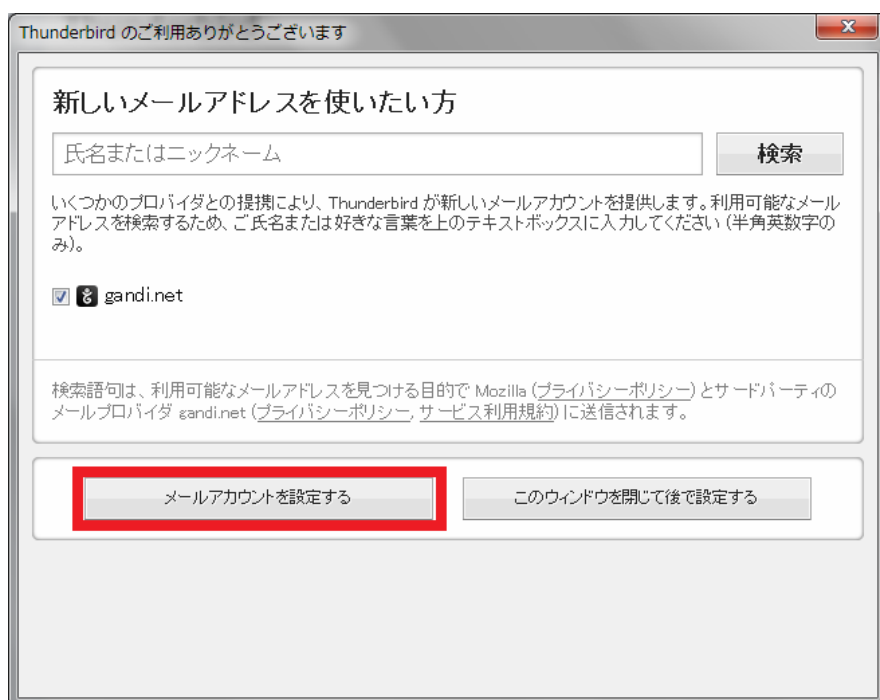 Thunderbird のご利用ありがとうございます
新しいメールアドレスを使いたい方
氏名またはニックネーム
検索
いくつかのプロバイダとの提携により、Thunderbird が新しいメールアカウントを提供します。利用可能なメール
アドレスを検索するため、ご氏名または好きな言葉を上のテキストボックスに入力してください (半角英数字の
み)。
gandi.net
検索語句は、利用可能なメールアドレスを見つける目的で Mozilla (プライバシーポリシー) とサードパーティの
メールプロバイダ gandi.net (プライバシーポリシー, サービス利用規約) に送信されます。
メールアカウントを設定する
このウィンドウを閉じて後で設定する